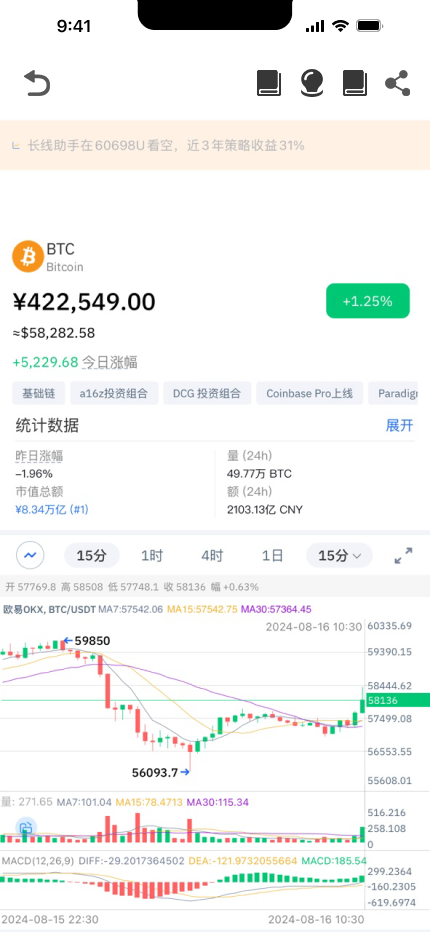 9:41
长线助手在60698U看空，近3年策略收益31%
BTC
Bitcoin
¥422,549.00
+1.25%
≈$58,282.58
+5,229.68 今日涨幅
基础链 a16z投资组合 DCG 投资组合 Coinbase Pro上线 Paradigr
统计数据 展开
昨日涨幅 量 (24h)
−1.96% 49.77万 BTC
市值总额 额 (24h)
¥8.34万亿 (#1) 2103.13亿 CNY
15分 1时 4时 1日 15分
开 57769.8 高 58508 低 57748.1 收 58136 幅 +0.63%
欧易OKX, BTC/USDT MA7:57542.06 MA15:57542.75 MA30:57364.45
2024-08-16 10:30 60335.69
59850
59390.15
58444.62
58136
57499.08
56553.55
56093.7
55608.01
量: 271.65 MA7:101.04 MA15:78.4713 MA30:115.34
516.216
258.108
0
MACD(12,26,9) DIFF:-29.2017364502 DEA:-121.9732055664 MACD:185.54
299.2364
-160.2305
-619.6974
2024-08-15 22:30 2024-08-16 10:30